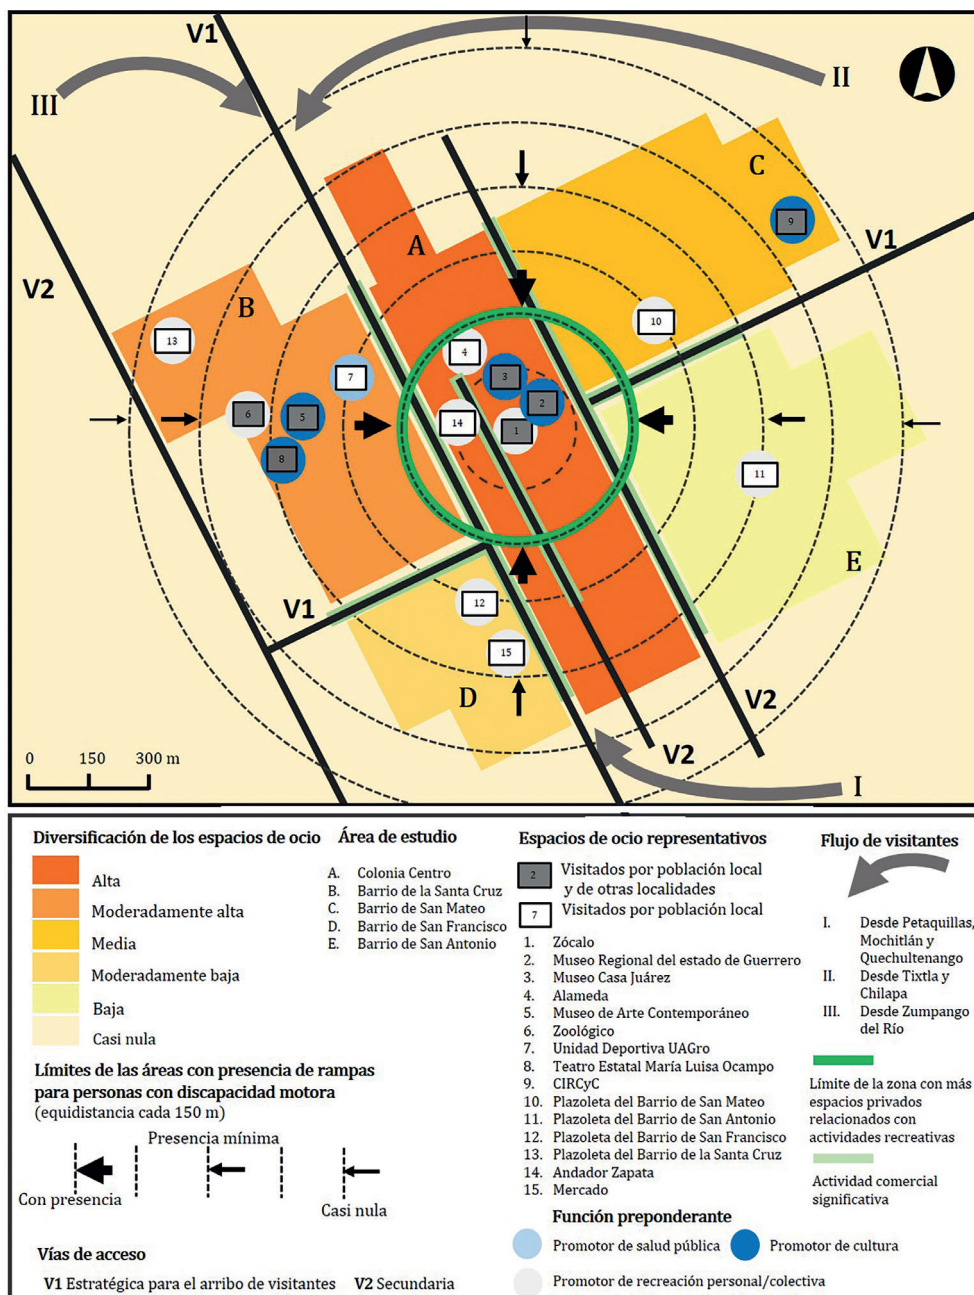 V1
II
III
C
9
A
V1
V2
B
10
13
4
3
7
2
6
5
14
1
8
11
E
12
V1
15
D
V2
V2
0 150 300 m
I
Diversificación de los espacios de ocio
Alta
Moderadamente alta
Media
Moderadamente baja
Baja
Casi nula
Límites de las áreas con presencia de rampas
para personas con discapacidad motora
(equidistancia cada 150 m)
Presencia mínima
Con presencia
Casi nula
Vías de acceso
V1 Estratégica para el arribo de visitantes V2 Secundaria
Área de estudio
A. Colonia Centro
B. Barrio de la Santa Cruz
C. Barrio de San Mateo
D. Barrio de San Francisco
E. Barrio de San Antonio
Espacios de ocio representativos
2 Visitados por población local
y de otras localidades
7 Visitados por población local
1. Zócalo
2. Museo Regional del estado de Guerrero
3. Museo Casa Juárez
4. Alameda
5. Museo de Arte Contemporáneo
6. Zoológico
7. Unidad Deportiva UAGro
8. Teatro Estatal María Luisa Ocampo
9. CIRCyC
10. Plazoleta del Barrio de San Mateo
11. Plazoleta del Barrio de San Antonio
12. Plazoleta del Barrio de San Francisco
13. Plazoleta del Barrio de la Santa Cruz
14. Andador Zapata
15. Mercado
Función preponderante
Promotor de salud pública
Promotor de cultura
Promotor de recreación personal/colectiva
Flujo de visitantes
I. Desde Petaquillas,
Mochitlán y
Quechultenango
II. Desde Tixtla y
Chilapa
III. Desde Zumpango
del Río
Límite de la zona con más
espacios privados
relacionados con
actividades recreativas
Actividad comercial
significativa